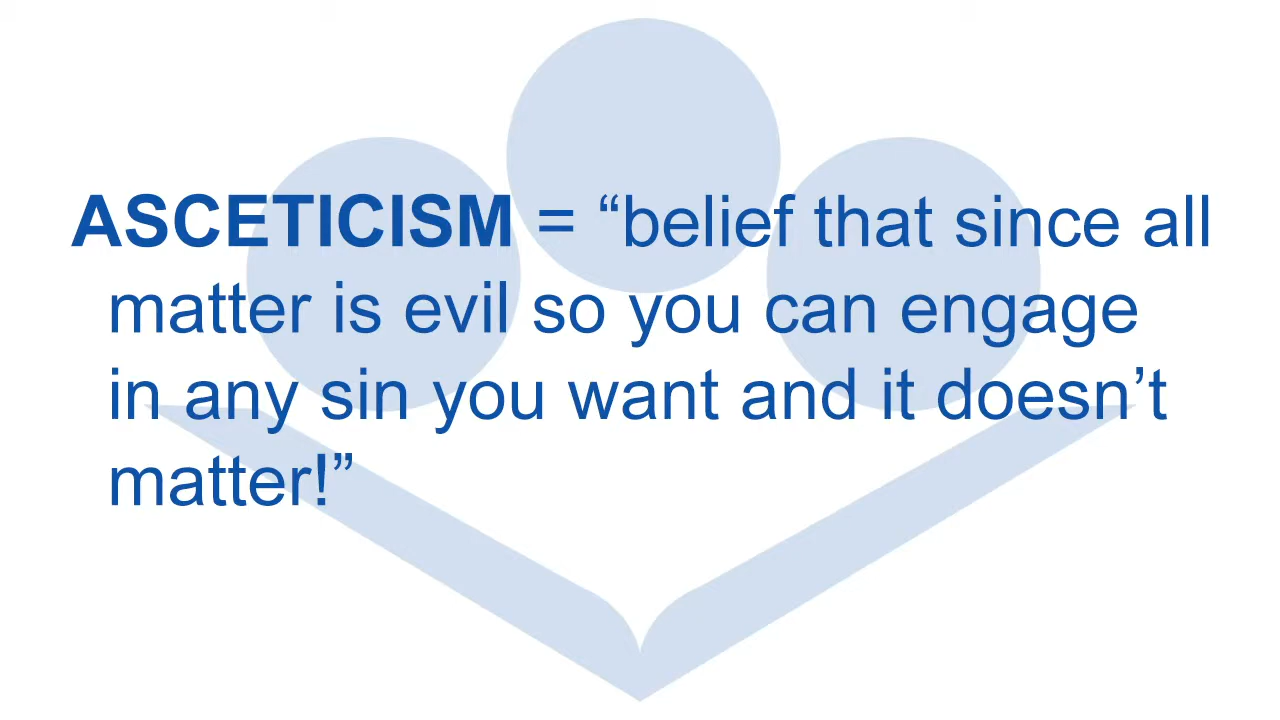 ASCETICISM = “belief that since all
matter is evil so you can engage
in any sin you want and it doesn’t
matter!”